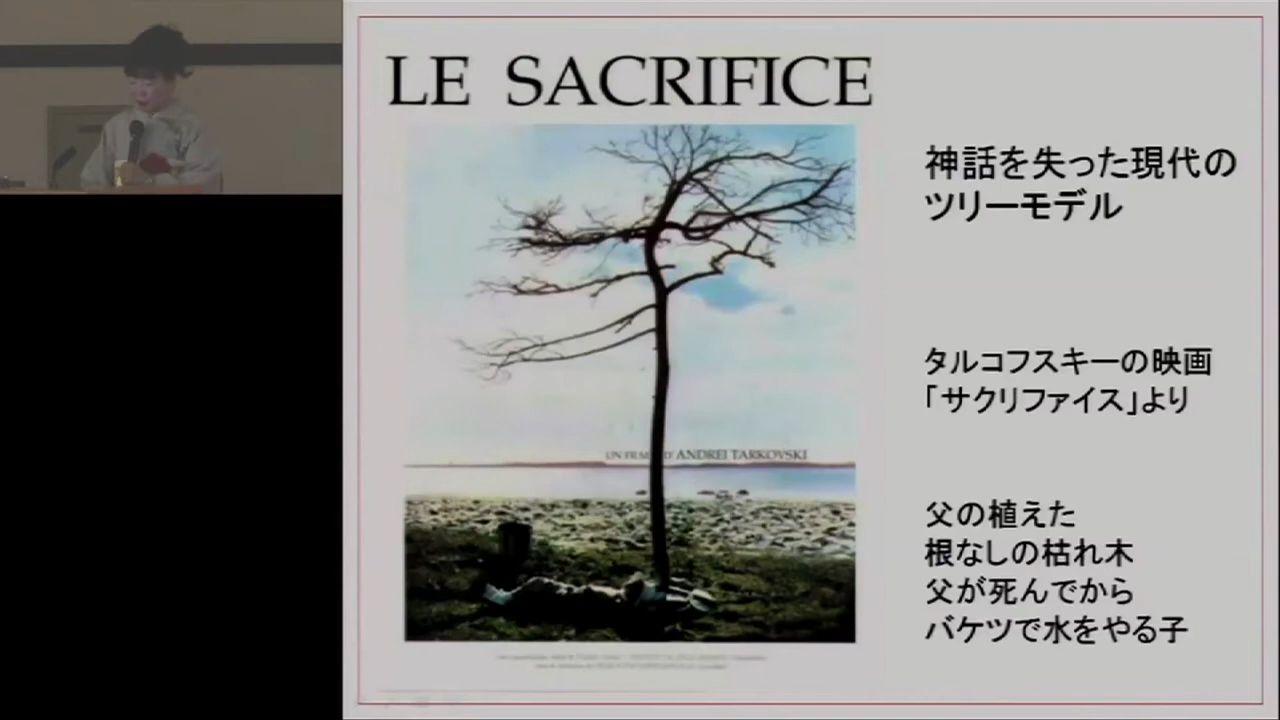 LE SACRIFICE
UN FILM D' ANDREI TARKOVSKI
神話を失った現代の
ツリーモデル
タルコフスキーの映画
「サクリファイス」より
父の植えた
根なしの枯れ木
父が死んでから
バケツで水をやる子